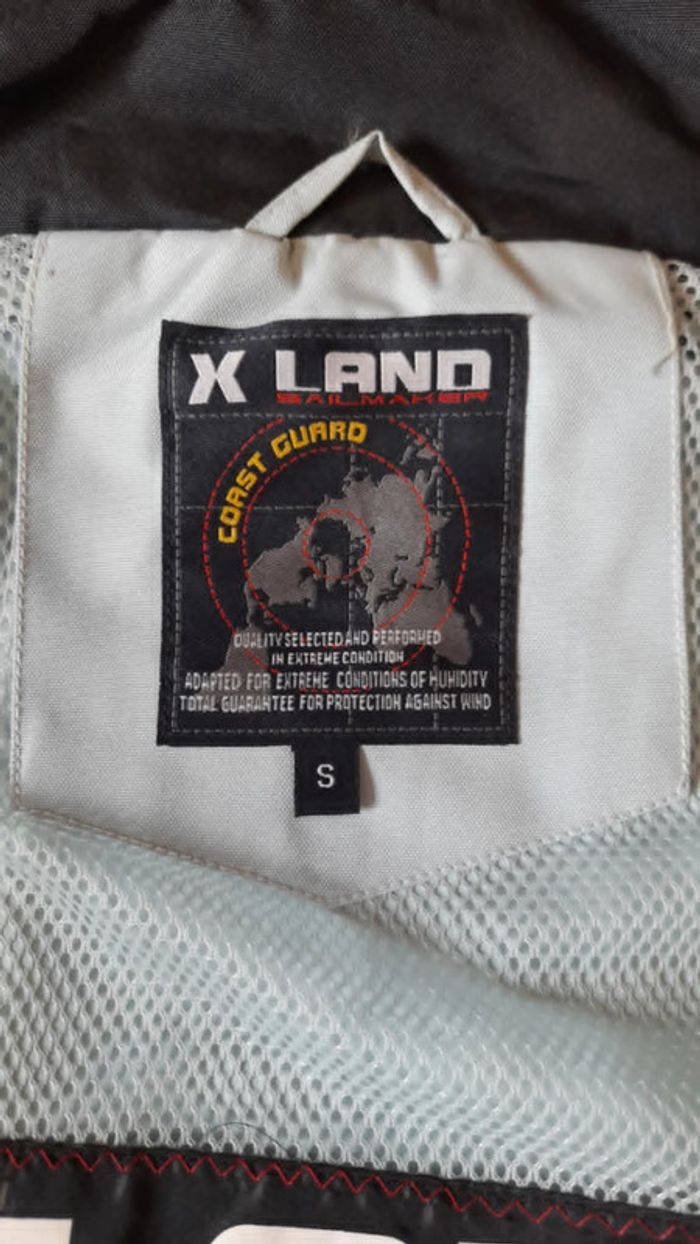 X LAND
SAILMAKER
COAST GUARD
QUALITY SELECTED AND PERFORMED
IN EXTREME CONDITION
ADAPTED FOR EXTREME CONDITIONS OF HUMIDITY
TOTAL GUARANTEE FOR PROTECTION AGAINST WIND
S